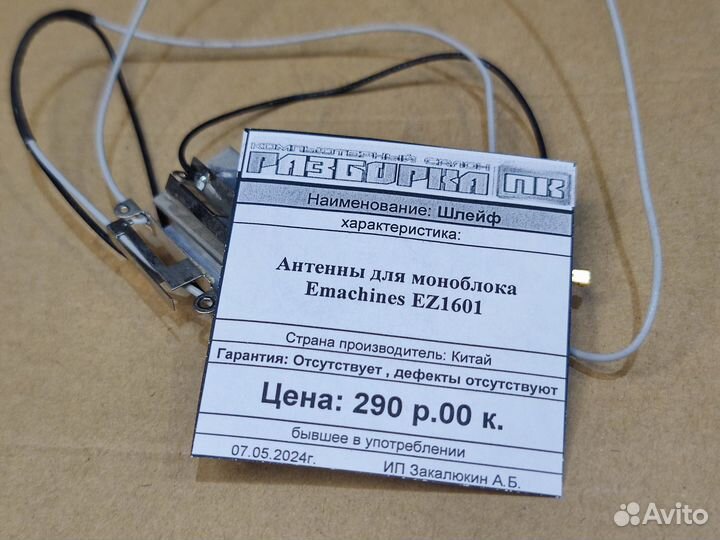 КОМПЬЮТЕРНЫЙ САЛОН
РАЗБОРКА ПК
Наименование: Шлейф
характеристика:
Антенны для моноблока
Emachines EZ1601
Страна производитель: Китай
Гарантия: Отсутствует , дефекты отсутствуют
Цена: 290 р.00 к.
бывшее в употреблении
07.05.2024г. ИП Закалюкин А.Б.
Avito